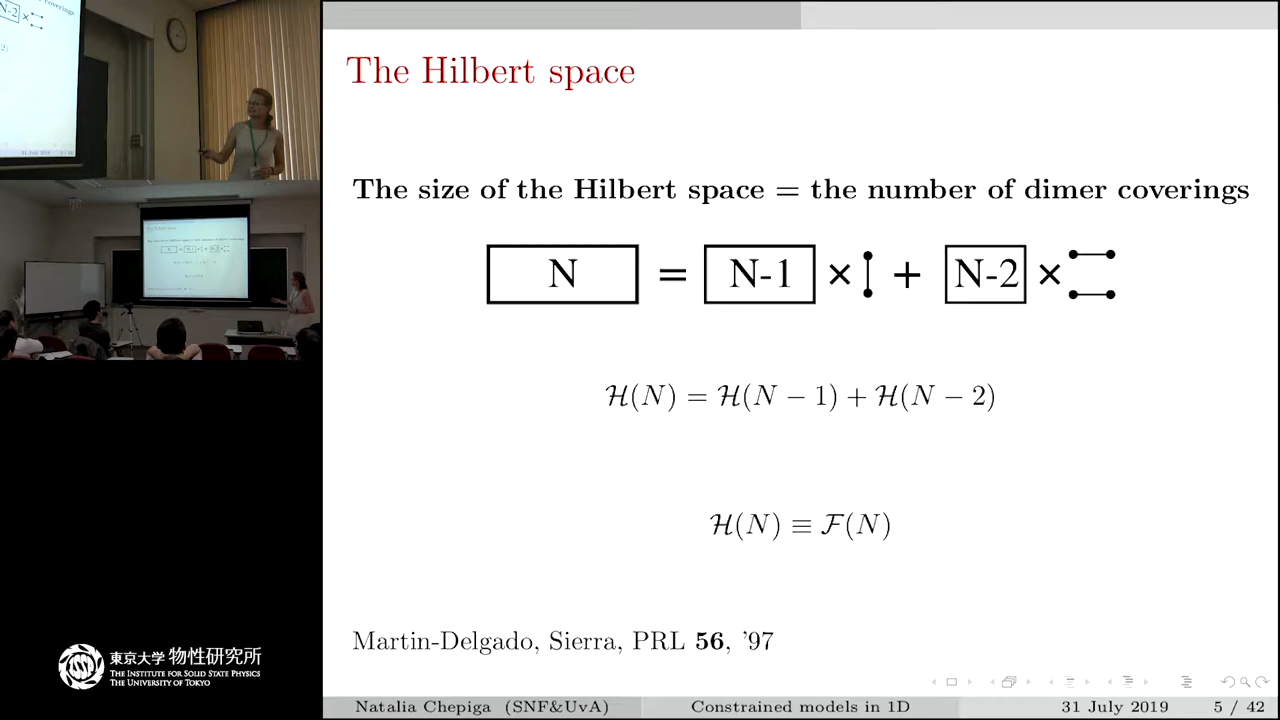 The Hilbert space
The size of the Hilbert space = the number of dimer coverings
N = N-1 × + N-2 ×
ℋ(N) = ℋ(N − 1) + ℋ(N − 2)
ℋ(N) ≡ ℱ(N)
Martin-Delgado, Sierra, PRL 56, '97
Natalia Chepiga (SNF&UvA) Constrained models in 1D 31 July 2019 5 / 42
東京大学 物性研究所
THE INSTITUTE FOR SOLID STATE PHYSICS
THE UNIVERSITY OF TOKYO
N-2 ×
coverings